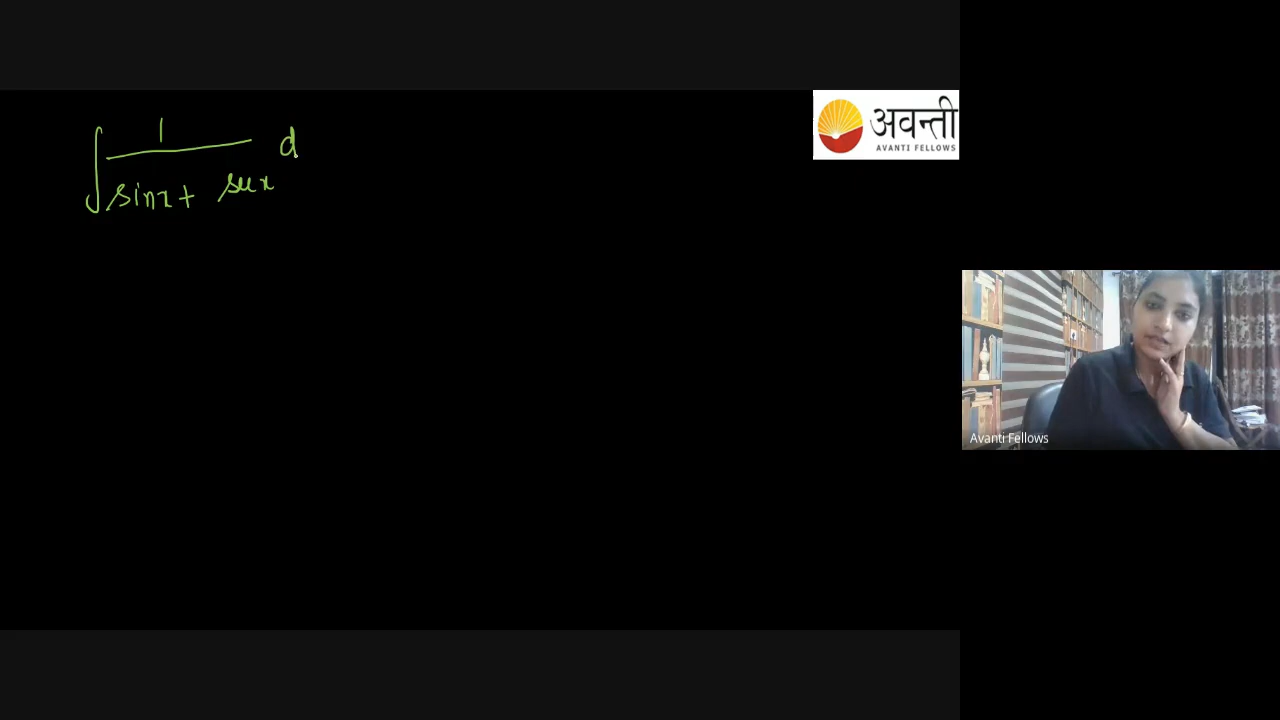 ∫ 1/(sinx + secx) d
अवन्ती
AVANTI FELLOWS
Avanti Fellows